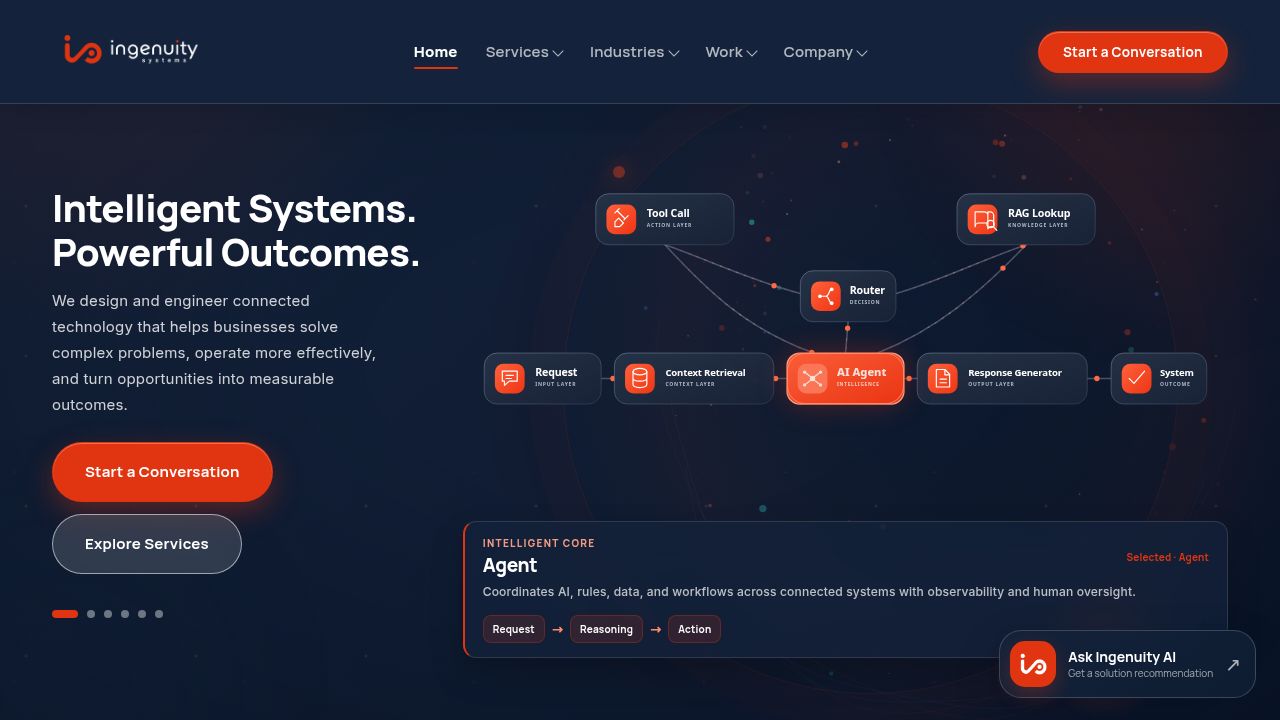 ingenuity
systems
Home
Services
Industries
Work
Company
Start a Conversation
Intelligent Systems.
Powerful Outcomes.
We design and engineer connected
technology that helps businesses solve
complex problems, operate more effectively,
and turn opportunities into measurable
outcomes.
Start a Conversation
Explore Services
Tool Call
ACTION LAYER
RAG Lookup
KNOWLEDGE LAYER
Router
DECISION
Request
INPUT LAYER
Context Retrieval
CONTEXT LAYER
AI Agent
INTELLIGENCE
Response Generator
OUTPUT LAYER
System
OUTCOME
INTELLIGENT CORE
Agent
Selected · Agent
Coordinates AI, rules, data, and workflows across connected systems with observability and human oversight.
Request → Reasoning → Action
Ask Ingenuity AI
Get a solution recommendation ↗